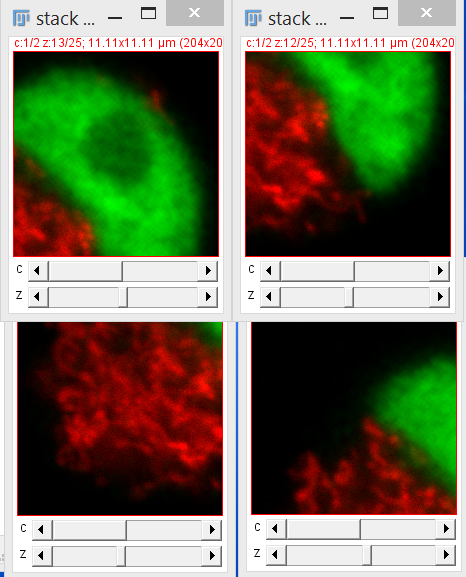 stack ...
stack ...
c:1/2 z:13/25; 11.11x11.11 µm (204x20
c:1/2 z:12/25; 11.11x11.11 µm (204x20
c
c
z
z
c
c
z
z